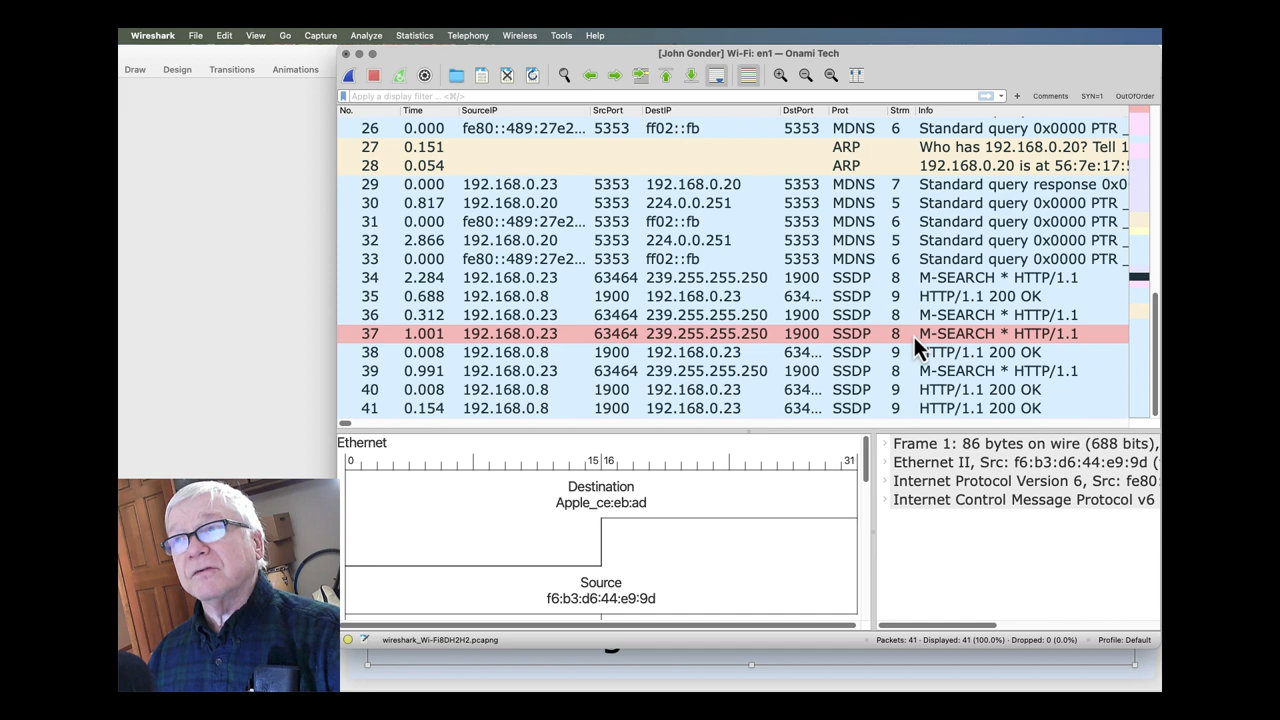 Wireshark File Edit View Go Capture Analyze Statistics Telephony Wireless Tools Help
[John Gonder] Wi-Fi: en1 — Onami Tech
Draw Design Transitions Animations
Apply a display filter ... <⌘/> + Comments SYN=1 OutOfOrder
No. Time SourceIP SrcPort DestIP DstPort Prot Strm Info
26 0.000 fe80::489:27e2... 5353 ff02::fb 5353 MDNS 6 Standard query 0x0000 PTR _
27 0.151 ARP Who has 192.168.0.20? Tell 1
28 0.054 ARP 192.168.0.20 is at 56:7e:17:5
29 0.000 192.168.0.23 5353 192.168.0.20 5353 MDNS 7 Standard query response 0x0
30 0.817 192.168.0.20 5353 224.0.0.251 5353 MDNS 5 Standard query 0x0000 PTR _
31 0.000 fe80::489:27e2... 5353 ff02::fb 5353 MDNS 6 Standard query 0x0000 PTR _
32 2.866 192.168.0.20 5353 224.0.0.251 5353 MDNS 5 Standard query 0x0000 PTR _
33 0.000 fe80::489:27e2... 5353 ff02::fb 5353 MDNS 6 Standard query 0x0000 PTR _
34 2.284 192.168.0.23 63464 239.255.255.250 1900 SSDP 8 M-SEARCH * HTTP/1.1
35 0.688 192.168.0.8 1900 192.168.0.23 634... SSDP 9 HTTP/1.1 200 OK
36 0.312 192.168.0.23 63464 239.255.255.250 1900 SSDP 8 M-SEARCH * HTTP/1.1
37 1.001 192.168.0.23 63464 239.255.255.250 1900 SSDP 8 M-SEARCH * HTTP/1.1
38 0.008 192.168.0.8 1900 192.168.0.23 634... SSDP 9 HTTP/1.1 200 OK
39 0.991 192.168.0.23 63464 239.255.255.250 1900 SSDP 8 M-SEARCH * HTTP/1.1
40 0.008 192.168.0.8 1900 192.168.0.23 634... SSDP 9 HTTP/1.1 200 OK
41 0.154 192.168.0.8 1900 192.168.0.23 634... SSDP 9 HTTP/1.1 200 OK
Ethernet
0 15 16 31
Destination
Apple_ce:eb:ad
Source
f6:b3:d6:44:e9:9d
Frame 1: 86 bytes on wire (688 bits),
Ethernet II, Src: f6:b3:d6:44:e9:9d (
Internet Protocol Version 6, Src: fe80:
Internet Control Message Protocol v6
wireshark_Wi-Fi8DH2H2.pcapng Packets: 41 · Displayed: 41 (100.0%) · Dropped: 0 (0.0%) Profile: Default